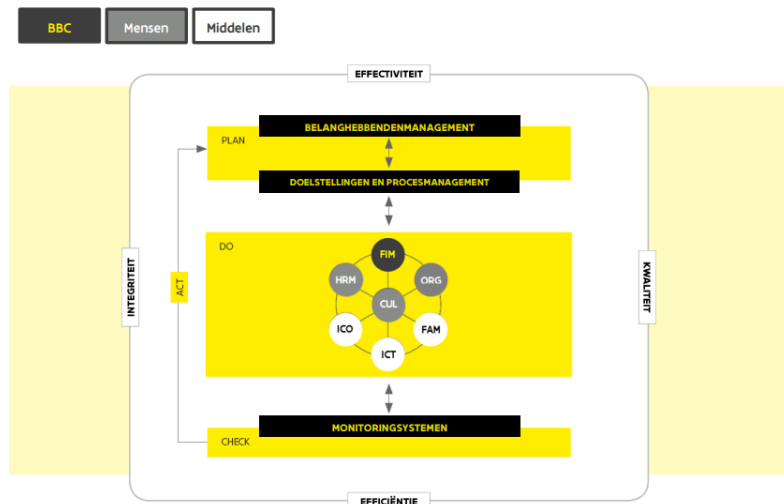 BBC
Mensen
Middelen
EFFECTIVITEIT
BELANGHEBBENDENMANAGEMENT
PLAN
DOELSTELLINGEN EN PROCESMANAGEMENT
DO
FIM
HRM
ORG
CUL
ICO
FAM
ICT
INTEGRITEIT
ACT
KWALITEIT
MONITORINGSYSTEMEN
CHECK
EFFICIËNTIE